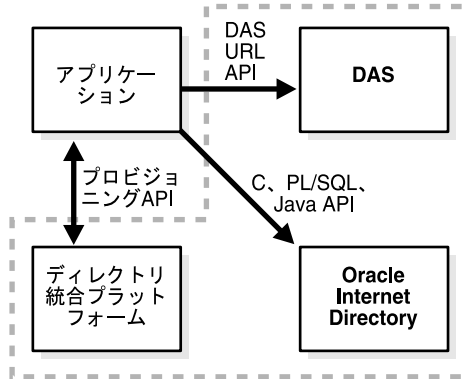 アプリケー
ション
DAS
URL
API
DAS
プロビジョ
ニングAPI
C、PL/SQL、
Java API
ディレクトリ
統合プラット
フォーム
Oracle
Internet
Directory